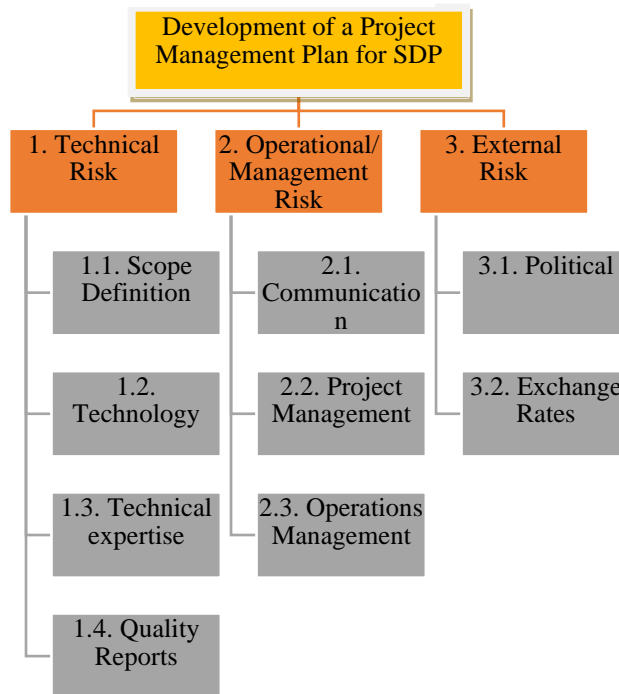 Development of a Project
Management Plan for SDP
1. Technical
Risk
2. Operational/
Management
Risk
3. External
Risk
1.1. Scope
Definition
1.2.
Technology
1.3. Technical
expertise
1.4. Quality
Reports
2.1.
Communicatio
n
2.2. Project
Management
2.3. Operations
Management
3.1. Political
3.2. Exchange
Rates